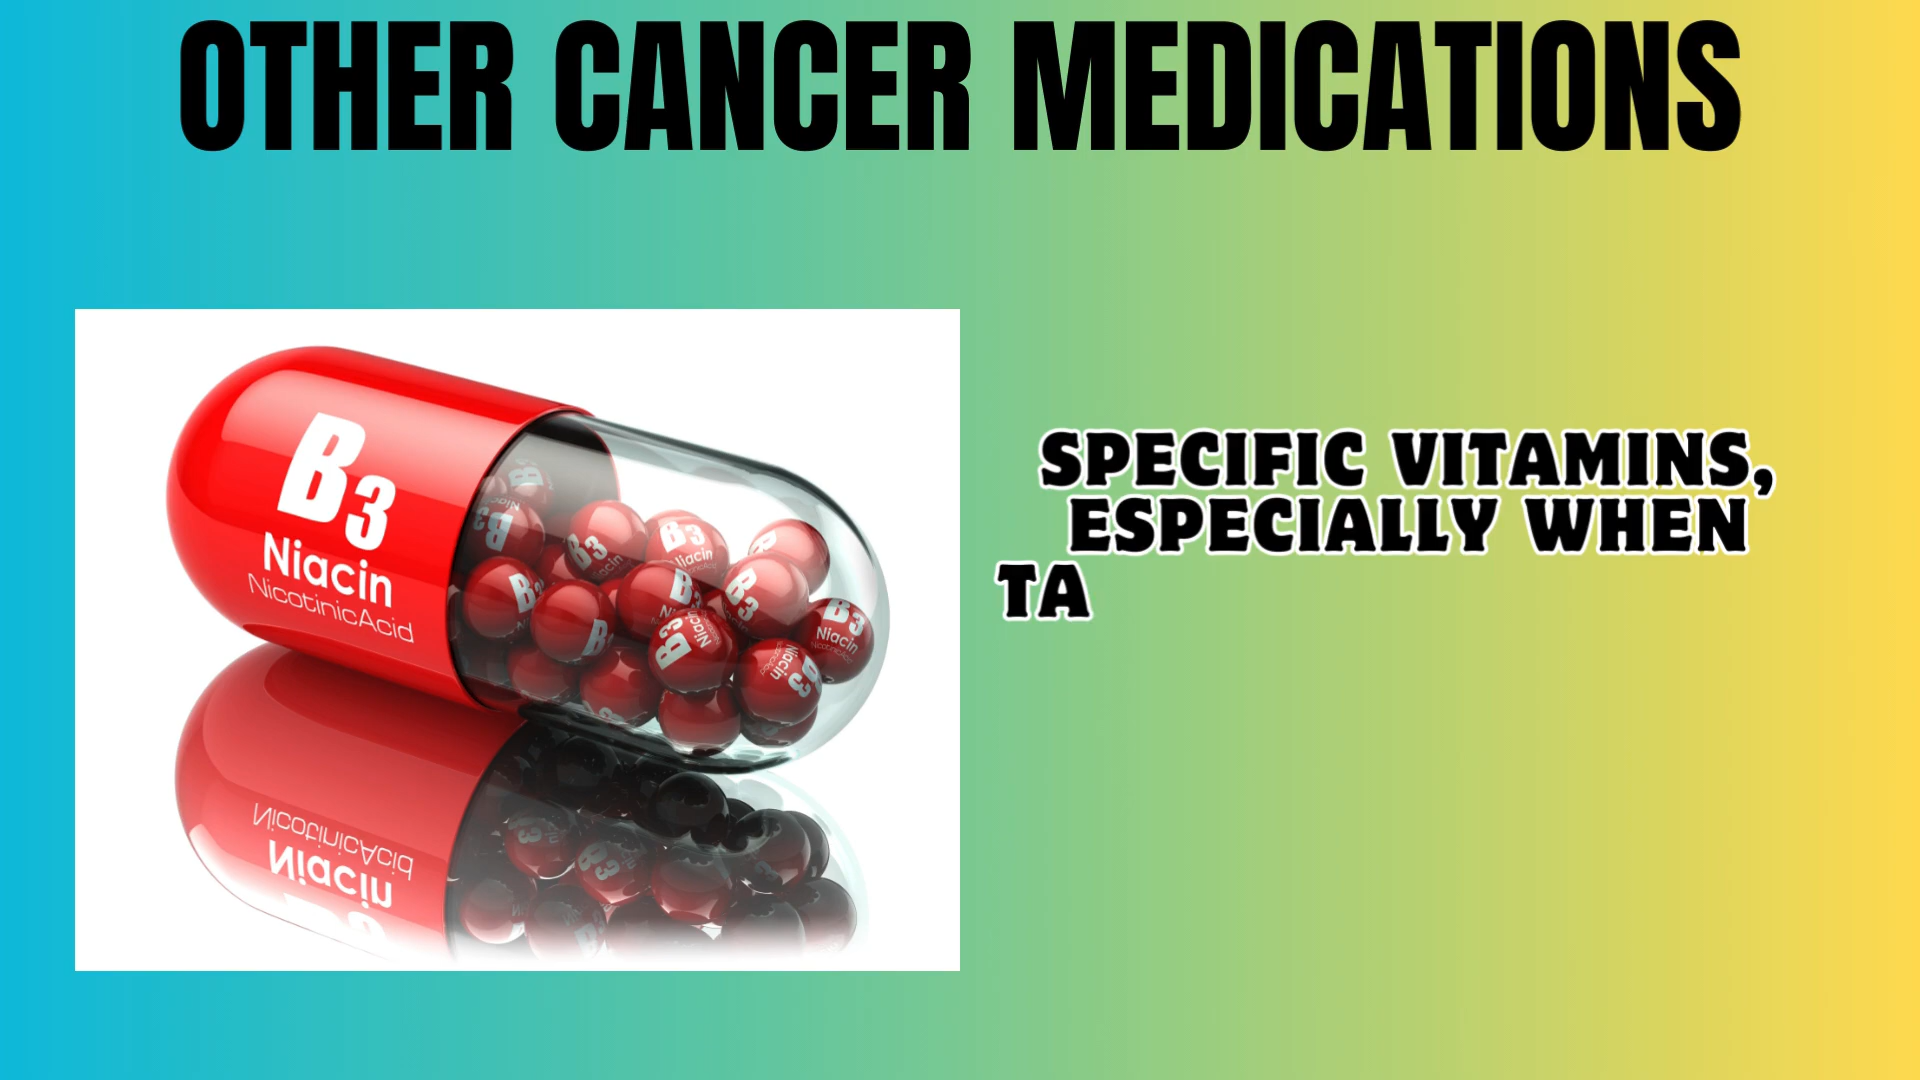 OTHER CANCER MEDICATIONS
B3
Niacin
NicotinicAcid
SPECIFIC VITAMINS,
ESPECIALLY WHEN
TA